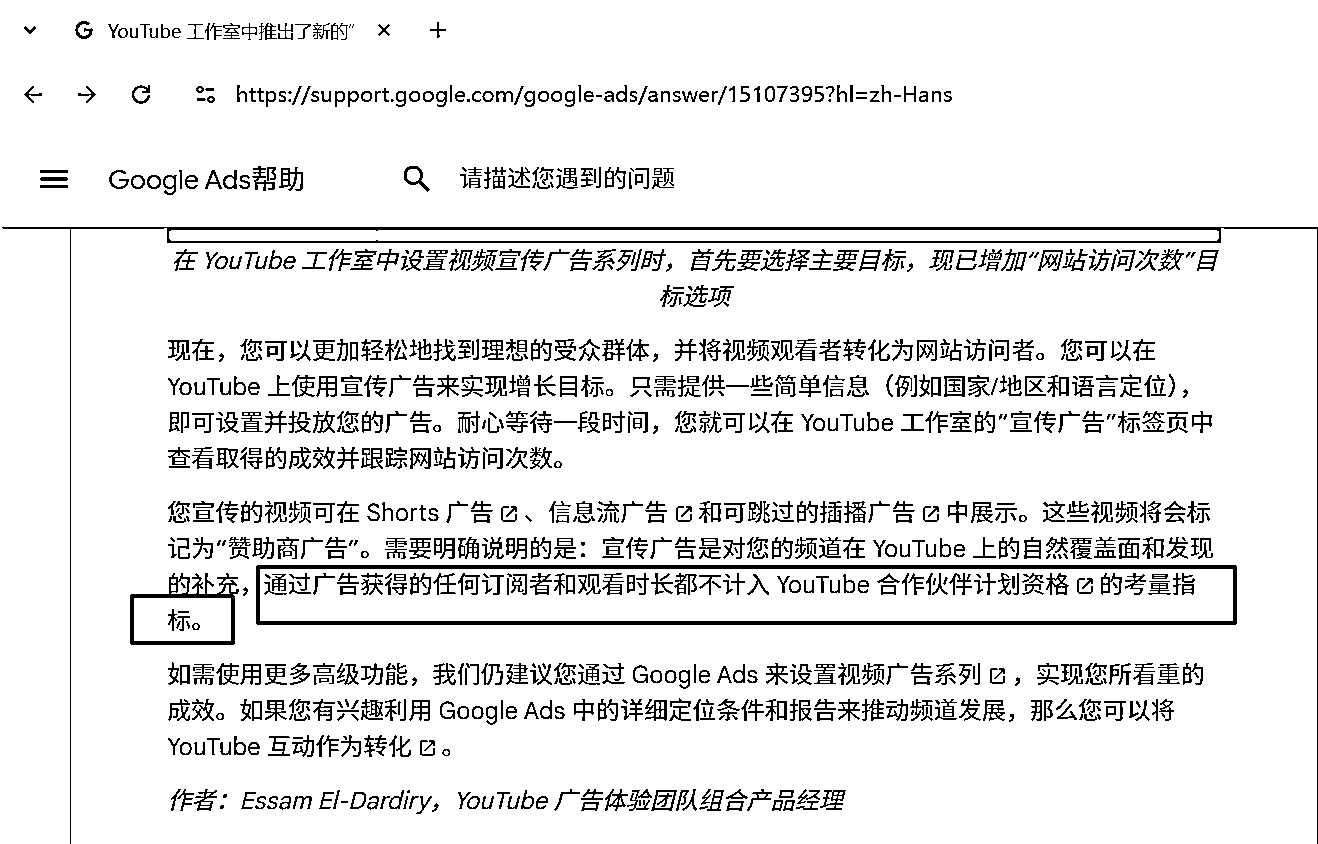 YouTube 工作室中推出了新的“
https://support.google.com/google-ads/answer/15107395?hl=zh-Hans
Google Ads帮助
请描述您遇到的问题
在 YouTube 工作室中设置视频宣传广告系列时，首先要选择主要目标，现已增加“网站访问次数”目
标选项
现在，您可以更加轻松地找到理想的受众群体，并将视频观看者转化为网站访问者。您可以在
YouTube 上使用宣传广告来实现增长目标。只需提供一些简单信息（例如国家/地区和语言定位），
即可设置并投放您的广告。耐心等待一段时间，您就可以在 YouTube 工作室的“宣传广告”标签页中
查看取得的成效并跟踪网站访问次数。
您宣传的视频可在 Shorts 广告 、信息流广告 和可跳过的插播广告 中展示。这些视频将会标
记为“赞助商广告”。需要明确说明的是：宣传广告是对您的频道在 YouTube 上的自然覆盖面和发现
的补充，通过广告获得的任何订阅者和观看时长都不计入 YouTube 合作伙伴计划资格 的考量指
标。
如需使用更多高级功能，我们仍建议您通过 Google Ads 来设置视频广告系列 ，实现您所看重的
成效。如果您有兴趣利用 Google Ads 中的详细定位条件和报告来推动频道发展，那么您可以将
YouTube 互动作为转化 。
作者：Essam El-Dardiry，YouTube 广告体验团队组合产品经理